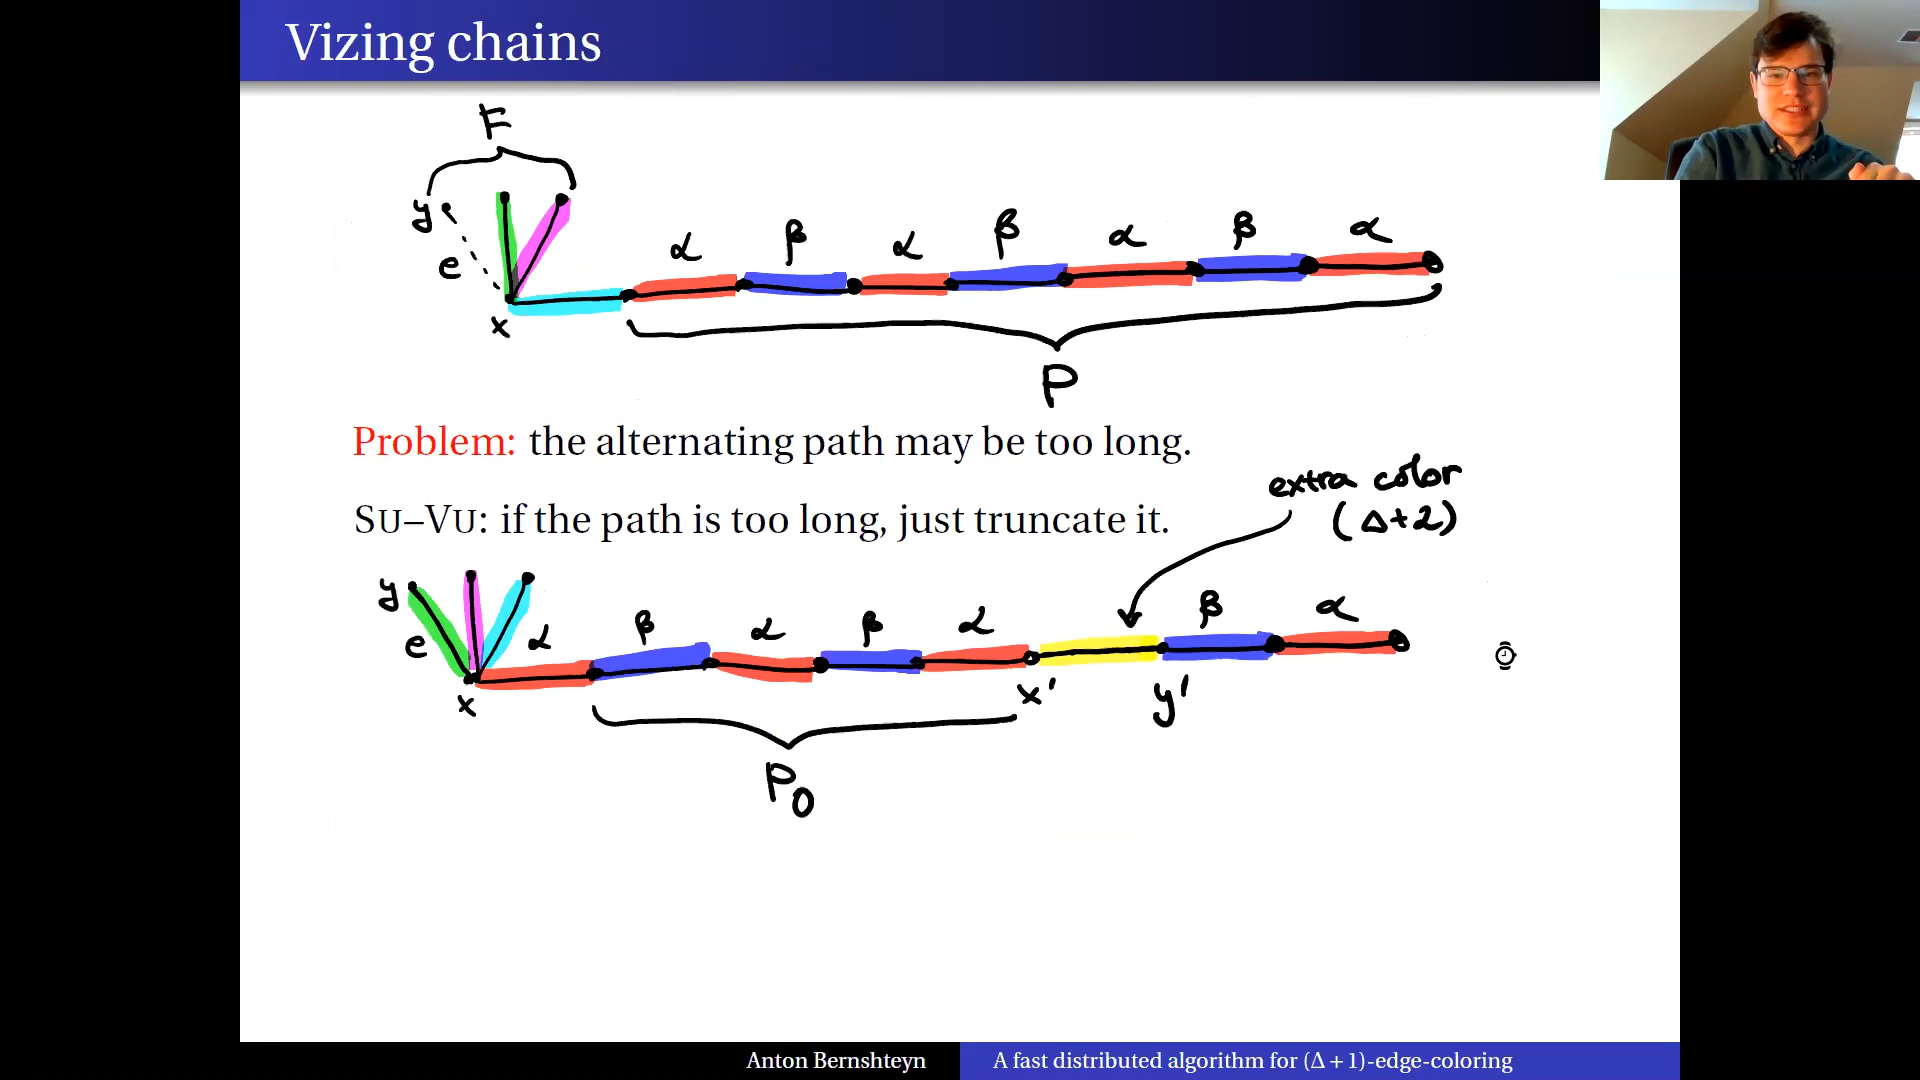 Vizing chains
F
y
e
x
α β α β α β α
P
Problem: the alternating path may be too long.
extra color
(Δ+2)
SU–VU: if the path is too long, just truncate it.
y
e
x
α β α β α β α
x' y'
P0
Anton Bernshteyn
A fast distributed algorithm for (Δ + 1)-edge-coloring